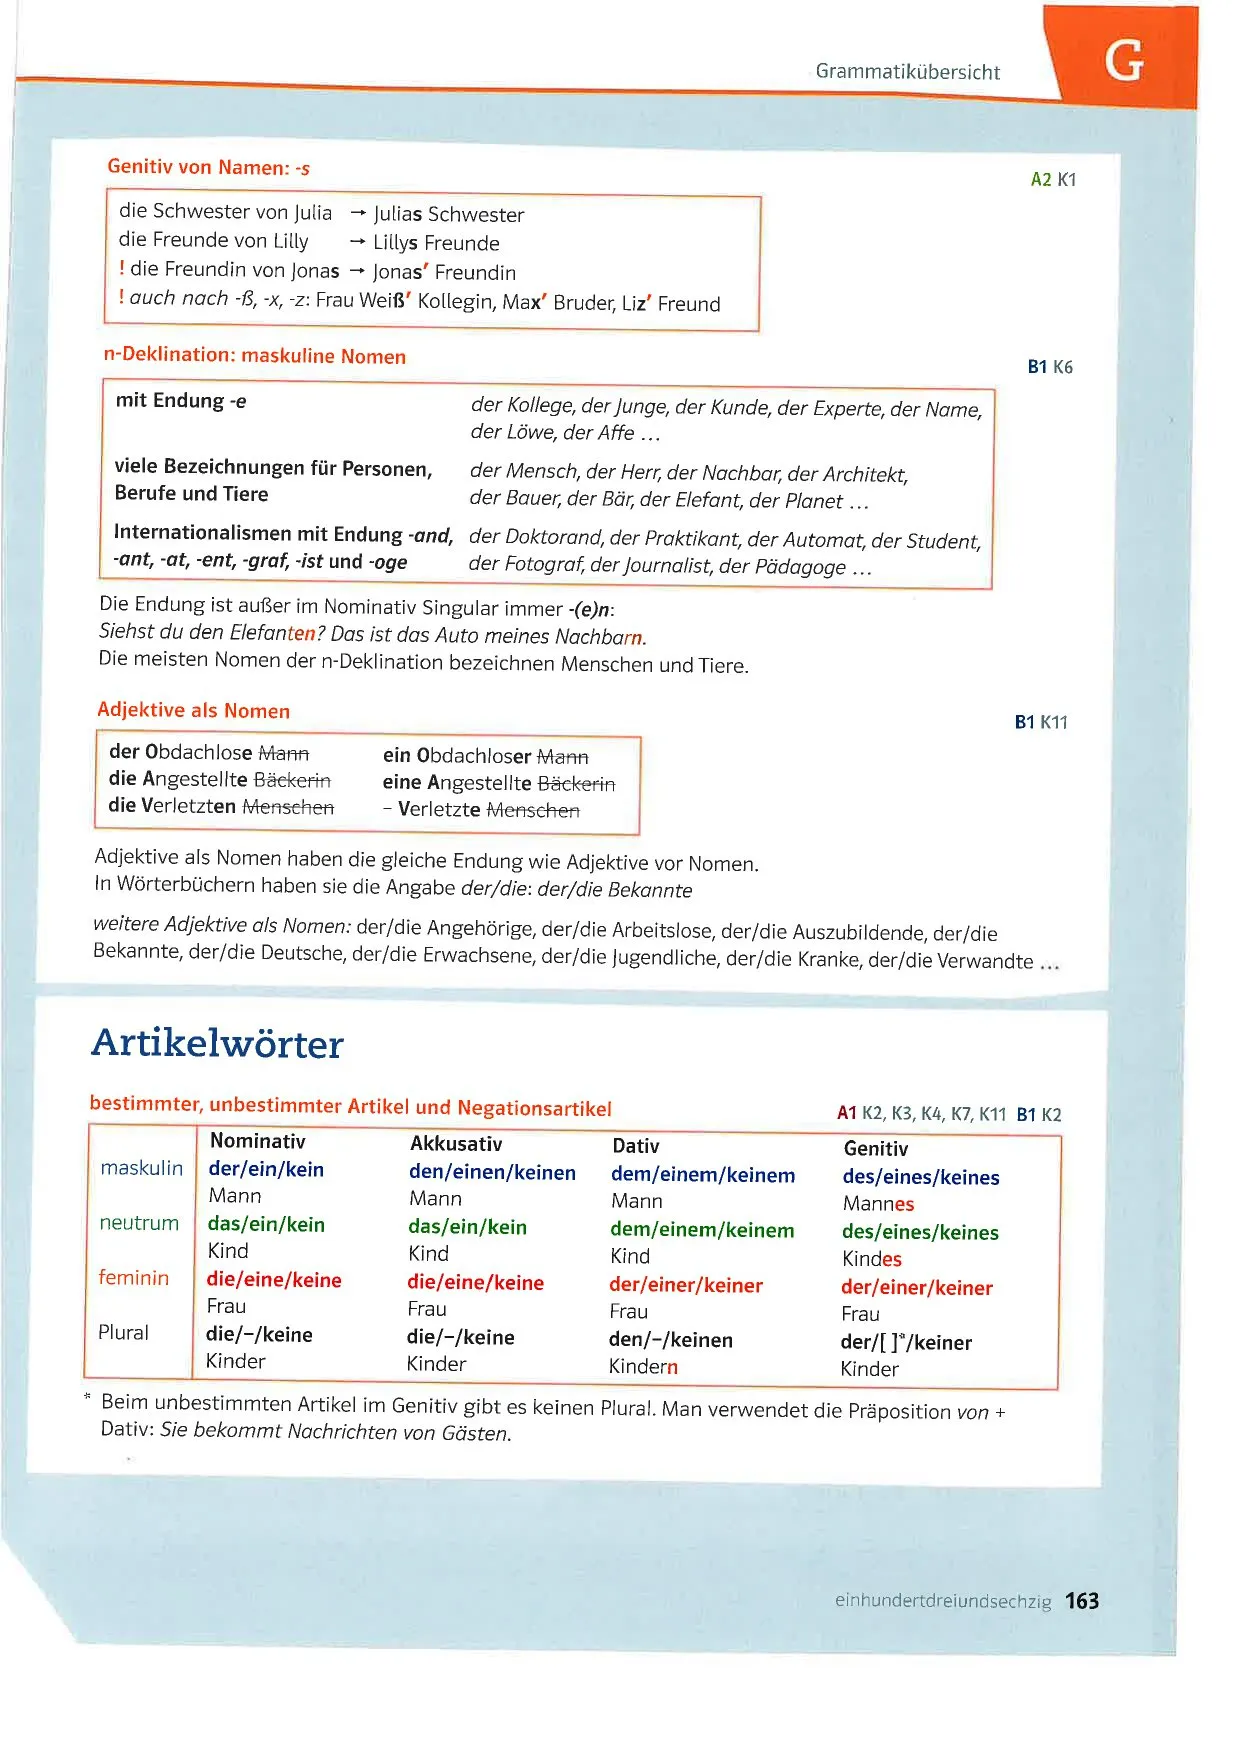 Grammatikübersicht
G
Genitiv von Namen: -s
A2 K1
die Schwester von Julia → Julias Schwester
die Freunde von Lilly → Lillys Freunde
! die Freundin von Jonas → Jonas' Freundin
! auch nach -ß, -x, -z: Frau Weiß' Kollegin, Max' Bruder, Liz' Freund
n-Deklination: maskuline Nomen
B1 K6
mit Endung -e der Kollege, der Junge, der Kunde, der Experte, der Name,
der Löwe, der Affe ...
viele Bezeichnungen für Personen, der Mensch, der Herr, der Nachbar, der Architekt,
Berufe und Tiere der Bauer, der Bär, der Elefant, der Planet ...
Internationalismen mit Endung -and, der Doktorand, der Praktikant, der Automat, der Student,
-ant, -at, -ent, -graf, -ist und -oge der Fotograf, der Journalist, der Pädagoge ...
Die Endung ist außer im Nominativ Singular immer -(e)n:
Siehst du den Elefanten? Das ist das Auto meines Nachbarn.
Die meisten Nomen der n-Deklination bezeichnen Menschen und Tiere.
Adjektive als Nomen
B1 K11
der Obdachlose Mann ein Obdachloser Mann
die Angestellte Bäckerin eine Angestellte Bäckerin
die Verletzten Menschen – Verletzte Menschen
Adjektive als Nomen haben die gleiche Endung wie Adjektive vor Nomen.
In Wörterbüchern haben sie die Angabe der/die: der/die Bekannte
weitere Adjektive als Nomen: der/die Angehörige, der/die Arbeitslose, der/die Auszubildende, der/die
Bekannte, der/die Deutsche, der/die Erwachsene, der/die Jugendliche, der/die Kranke, der/die Verwandte ...
Artikelwörter
bestimmter, unbestimmter Artikel und Negationsartikel
A1 K2, K3, K4, K7, K11 B1 K2
Nominativ Akkusativ Dativ Genitiv
maskulin der/ein/kein den/einen/keinen dem/einem/keinem des/eines/keines
Mann Mann Mann Mannes
neutrum das/ein/kein das/ein/kein dem/einem/keinem des/eines/keines
Kind Kind Kind Kindes
feminin die/eine/keine die/eine/keine der/einer/keiner der/einer/keiner
Frau Frau Frau Frau
Plural die/–/keine die/–/keine den/–/keinen der/[ ]*/keiner
Kinder Kinder Kindern Kinder
* Beim unbestimmten Artikel im Genitiv gibt es keinen Plural. Man verwendet die Präposition von +
Dativ: Sie bekommt Nachrichten von Gästen.
einhundertdreiundsechzig 163